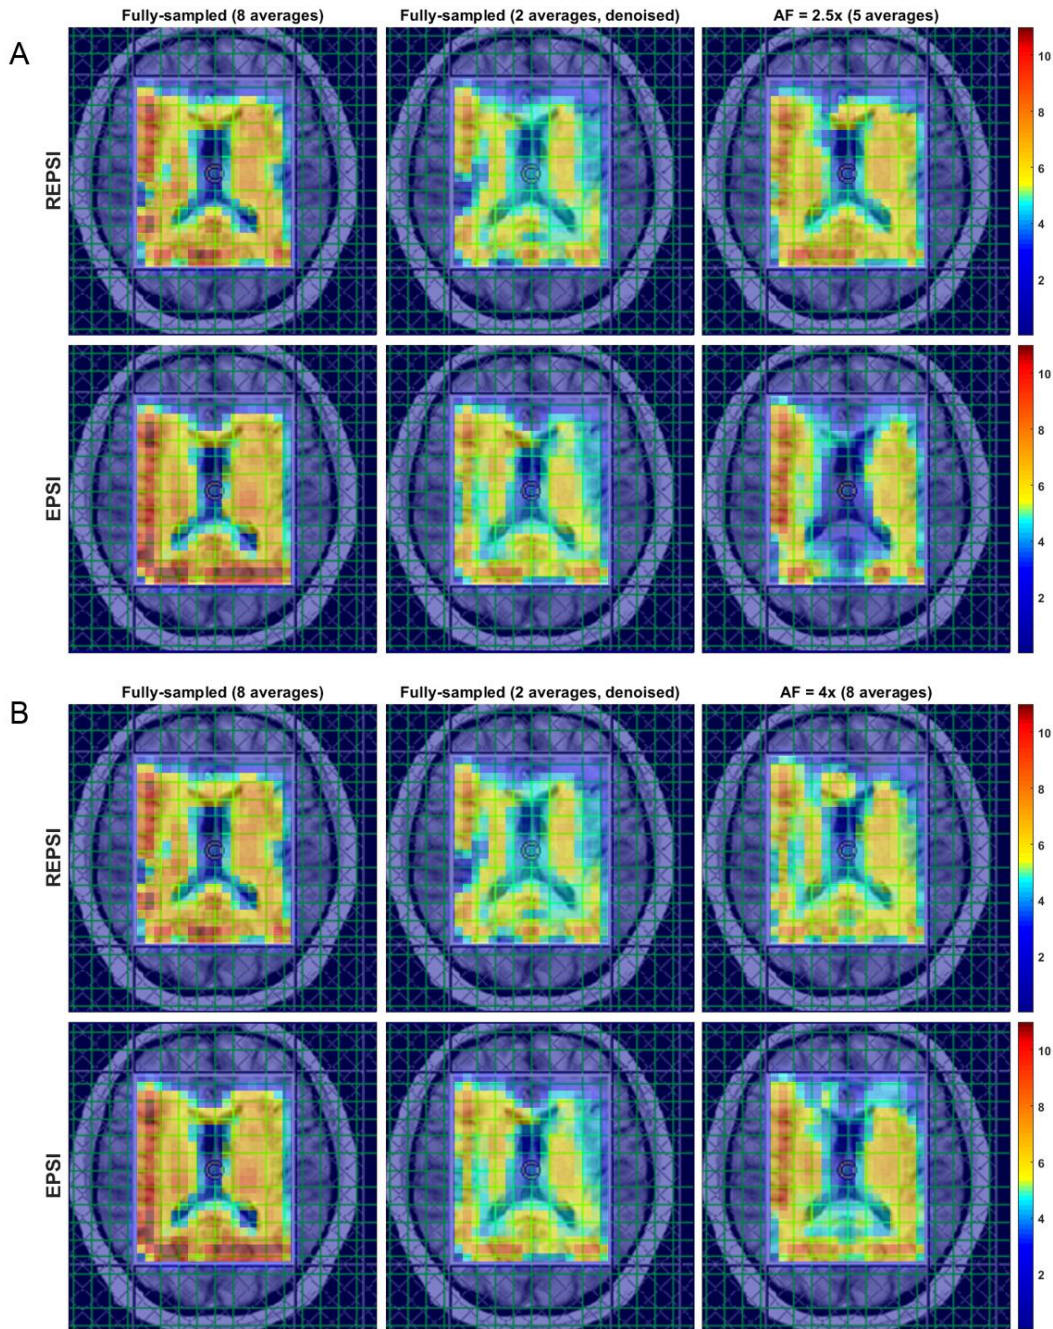 A
Fully-sampled (8 averages)
Fully-sampled (2 averages, denoised)
AF = 2.5x (5 averages)
REPSI
10
8
6
4
2
EPSI
10
8
6
4
2
B
Fully-sampled (8 averages)
Fully-sampled (2 averages, denoised)
AF = 4x (8 averages)
REPSI
10
8
6
4
2
EPSI
10
8
6
4
2